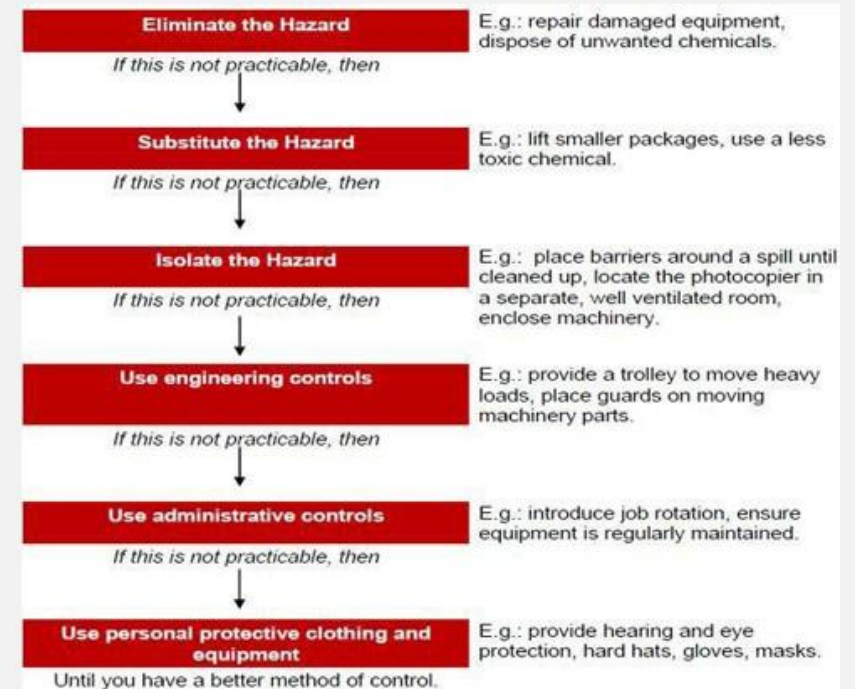 Eliminate the Hazard
E.g.: repair damaged equipment,
dispose of unwanted chemicals.
If this is not practicable, then
Substitute the Hazard
E.g.: lift smaller packages, use a less
toxic chemical.
If this is not practicable, then
Isolate the Hazard
E.g.: place barriers around a spill until
cleaned up, locate the photocopier in
a separate, well ventilated room,
enclose machinery.
If this is not practicable, then
Use engineering controls
E.g.: provide a trolley to move heavy
loads, place guards on moving
machinery parts.
If this is not practicable, then
Use administrative controls
E.g.: introduce job rotation, ensure
equipment is regularly maintained.
If this is not practicable, then
Use personal protective clothing and
equipment
E.g.: provide hearing and eye
protection, hard hats, gloves, masks.
Until you have a better method of control.